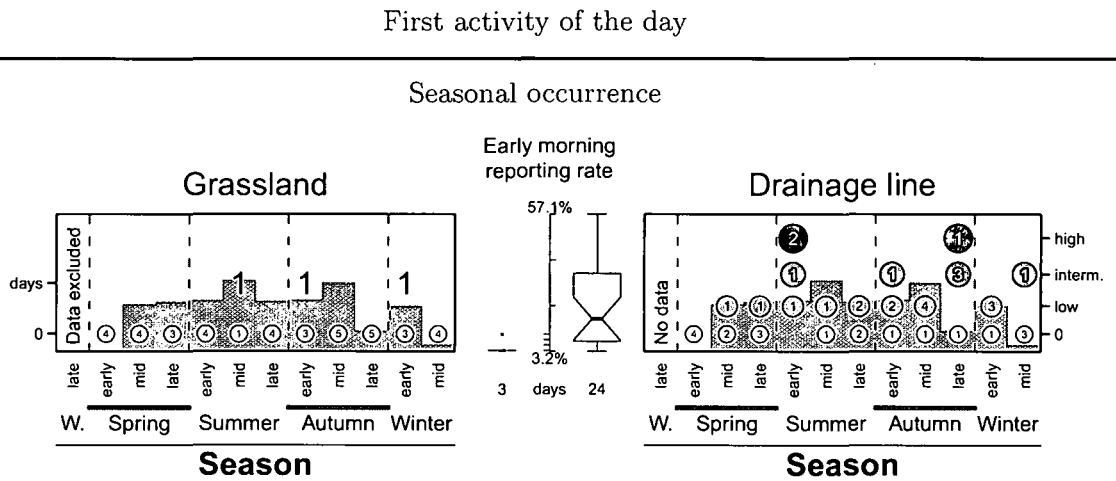 First activity of the day
Seasonal occurrence
Early morning
reporting rate
Grassland
Drainage line
57.1%
Data excluded
No data
days
0
1 1 1
4 4 3 4 1 4 3 5 5 3 4
3.2%
3 days 24
2 1
1 1 3 1
1 1 1 1 2 2 4 3
4 2 3 1 2 1 1 1 1 3
high
interm.
low
0
late early mid late early mid late early mid late early mid
W. Spring Summer Autumn Winter
Season
late early mid late early mid late early mid late early mid
W. Spring Summer Autumn Winter
Season